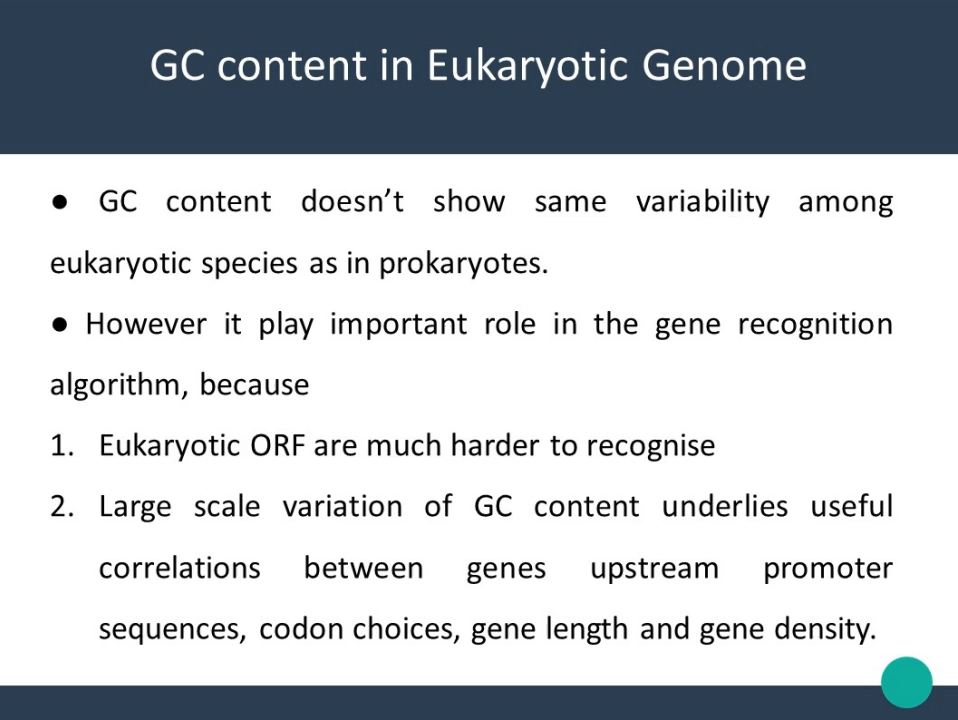 GC content in Eukaryotic Genome
● GC content doesn’t show same variability among
eukaryotic species as in prokaryotes.
● However it play important role in the gene recognition
algorithm, because
1. Eukaryotic ORF are much harder to recognise
2. Large scale variation of GC content underlies useful
correlations between genes upstream promoter
sequences, codon choices, gene length and gene density.